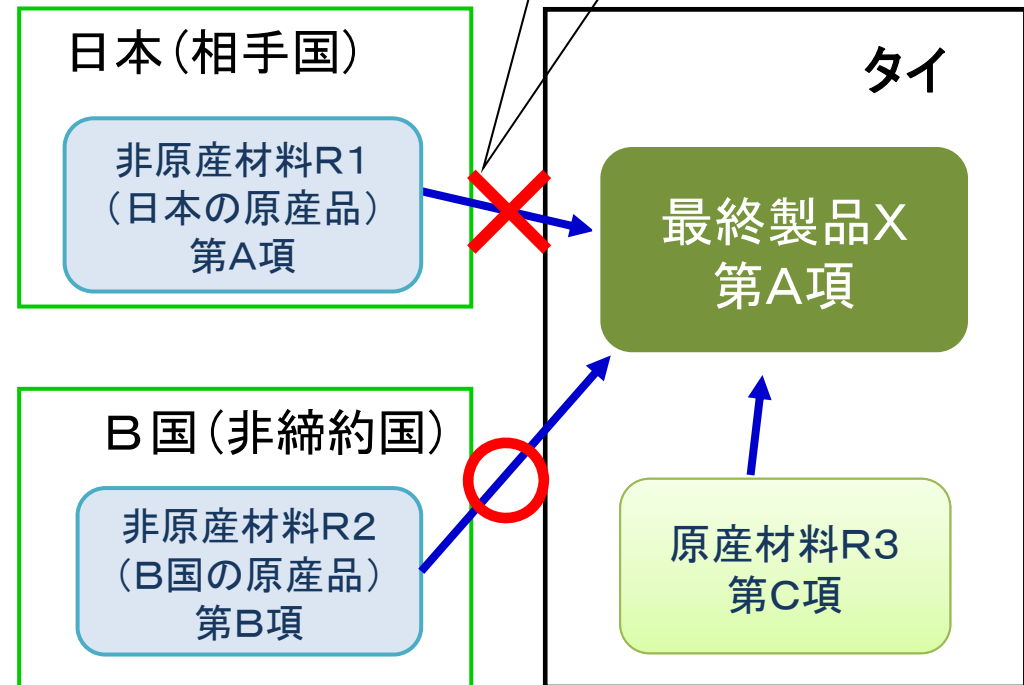 日本(相手国)
非原産材料R1
(日本の原産品)
第A項
タイ
最終製品X
第A項
B国(非締約国)
非原産材料R2
(B国の原産品)
第B項
原産材料R3
第C項